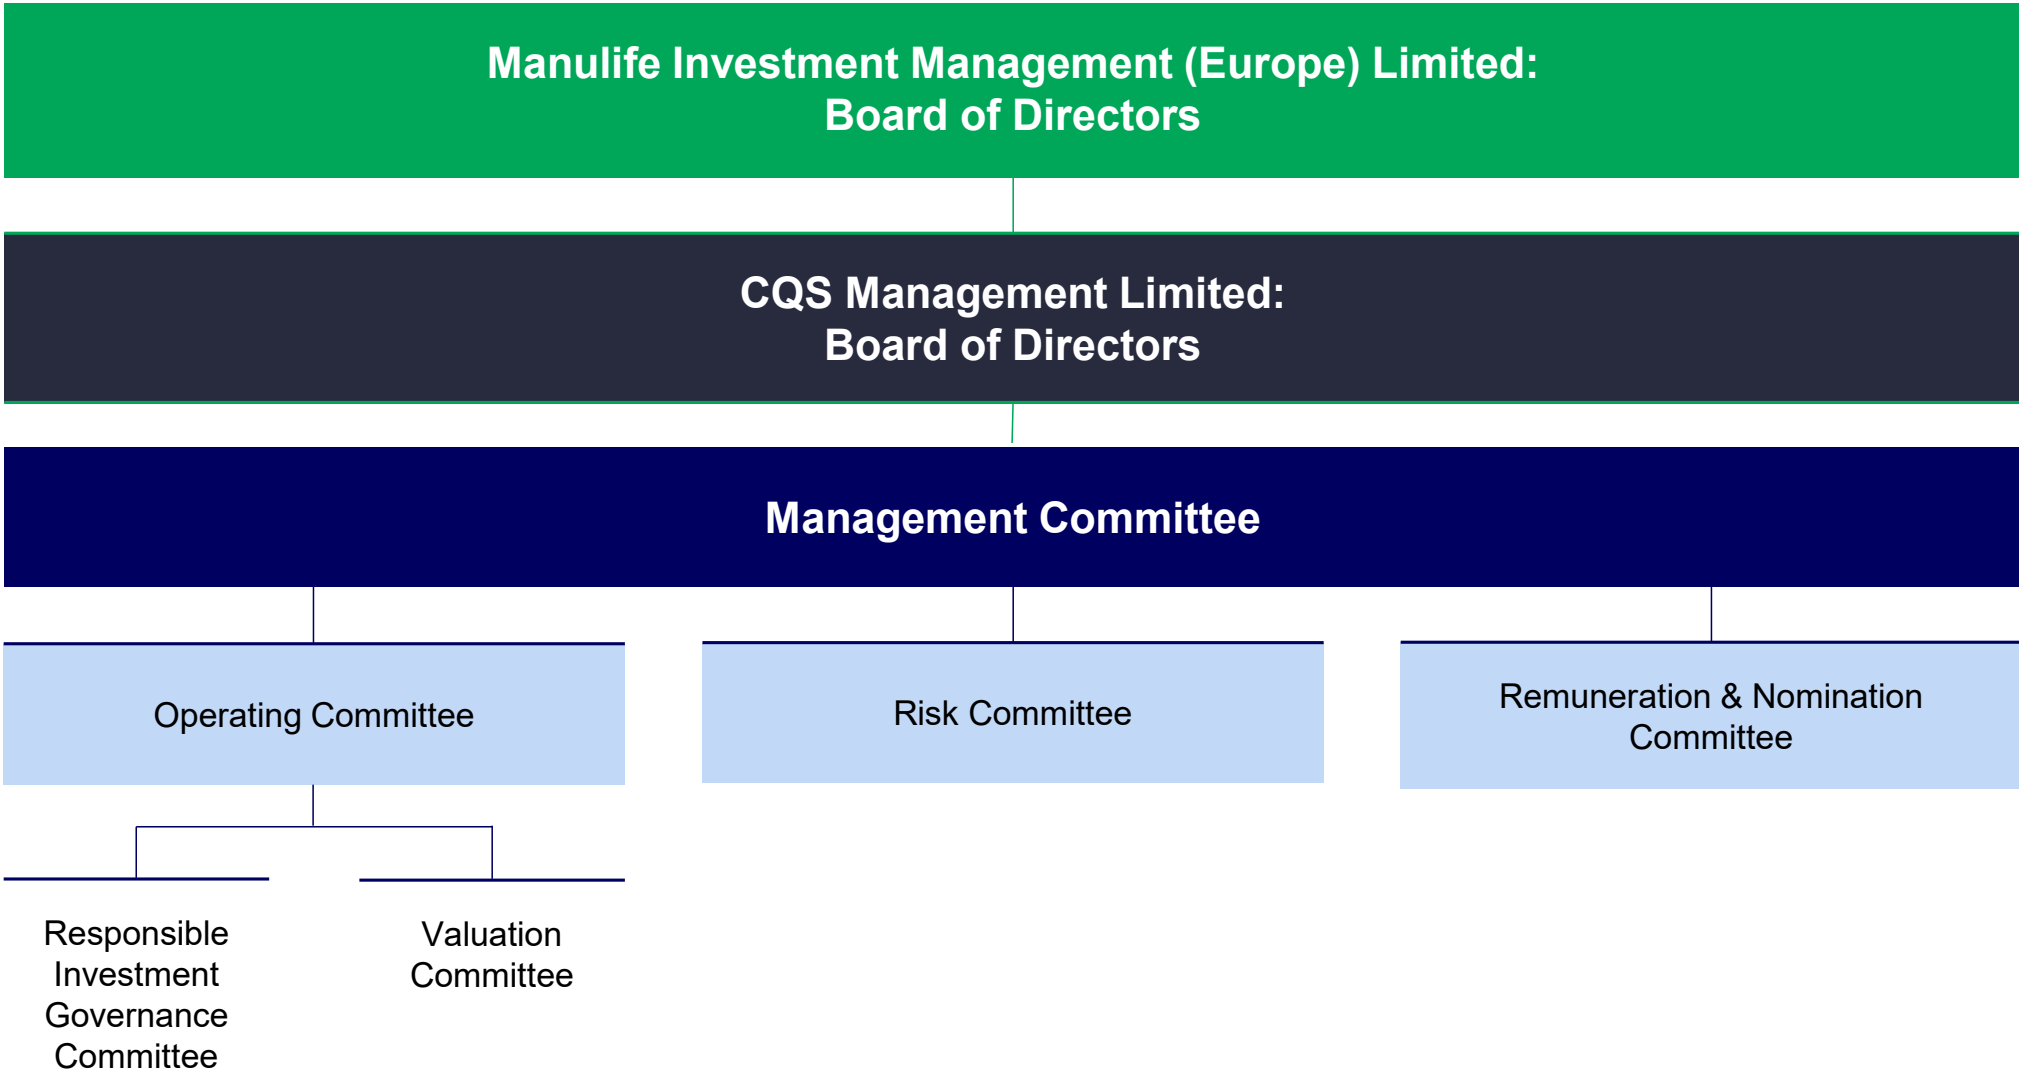 Manulife Investment Management (Europe) Limited:
Board of Directors
CQS Management Limited:
Board of Directors
Management Committee
Operating Committee
Risk Committee
Remuneration & Nomination
Committee
Responsible
Investment
Governance
Committee
Valuation
Committee